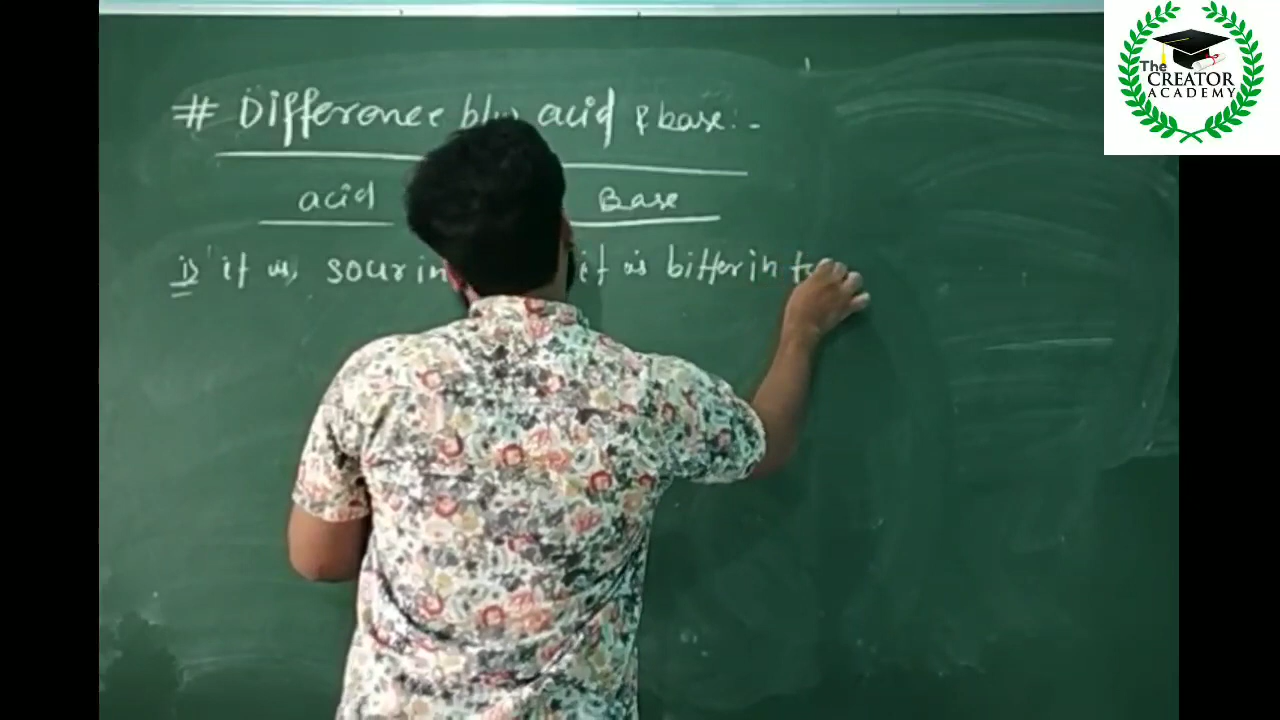 # Difference b/w acid & base:-
acid Base
i> it is sour in it is bitter in
The
CREATOR
ACADEMY